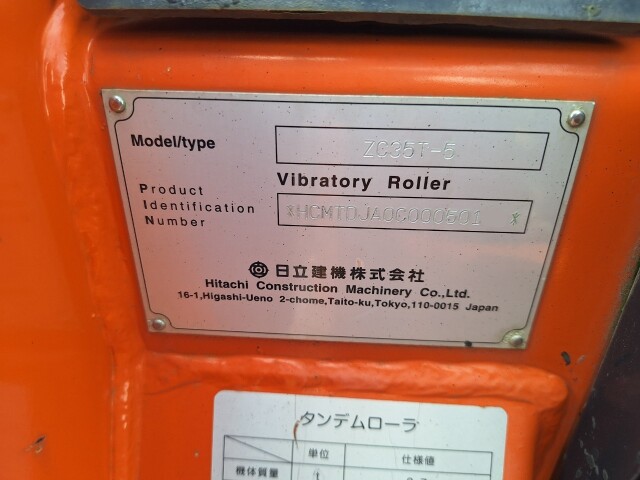 Model/type ZC35T-5
Vibratory Roller
Product
Identification
Number
*HCMTDJA0C000501 *
日立建機株式会社
Hitachi Construction Machinery Co.,Ltd.
16-1,Higashi-Ueno 2-chome,Taito-ku,Tokyo,110-0015 Japan
タンデムローラ
単位 仕様値
機体質量 t